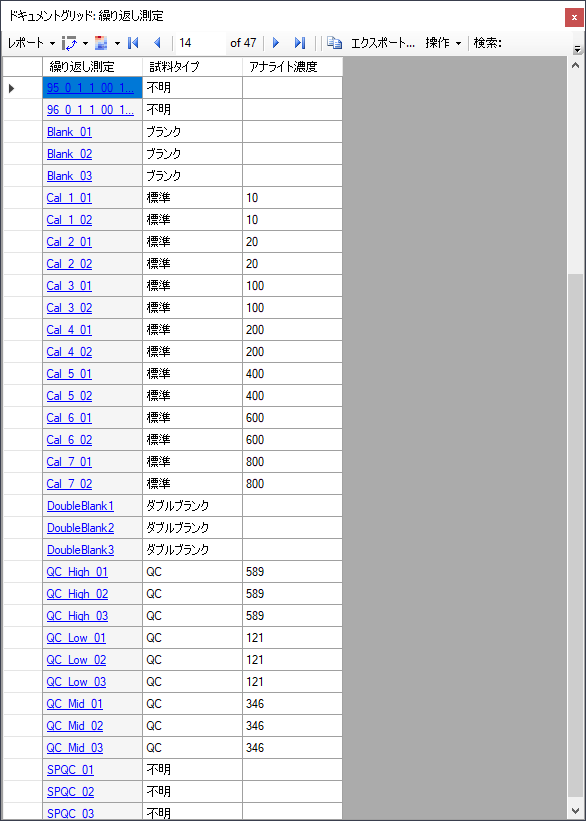 ドキュメントグリッド: 繰り返し測定
レポート 14 of 47 エクスポート... 操作 検索:
繰り返し測定 試料タイプ アナライト濃度
95_0_1_1_00_1... 不明
96_0_1_1_00_1... 不明
Blank_01 ブランク
Blank_02 ブランク
Blank_03 ブランク
Cal_1_01 標準 10
Cal_1_02 標準 10
Cal_2_01 標準 20
Cal_2_02 標準 20
Cal_3_01 標準 100
Cal_3_02 標準 100
Cal_4_01 標準 200
Cal_4_02 標準 200
Cal_5_01 標準 400
Cal_5_02 標準 400
Cal_6_01 標準 600
Cal_6_02 標準 600
Cal_7_01 標準 800
Cal_7_02 標準 800
DoubleBlank1 ダブルブランク
DoubleBlank2 ダブルブランク
DoubleBlank3 ダブルブランク
QC_High_01 QC 589
QC_High_02 QC 589
QC_High_03 QC 589
QC_Low_01 QC 121
QC_Low_02 QC 121
QC_Low_03 QC 121
QC_Mid_01 QC 346
QC_Mid_02 QC 346
QC_Mid_03 QC 346
SPQC_01 不明
SPQC_02 不明
SPQC_03 不明